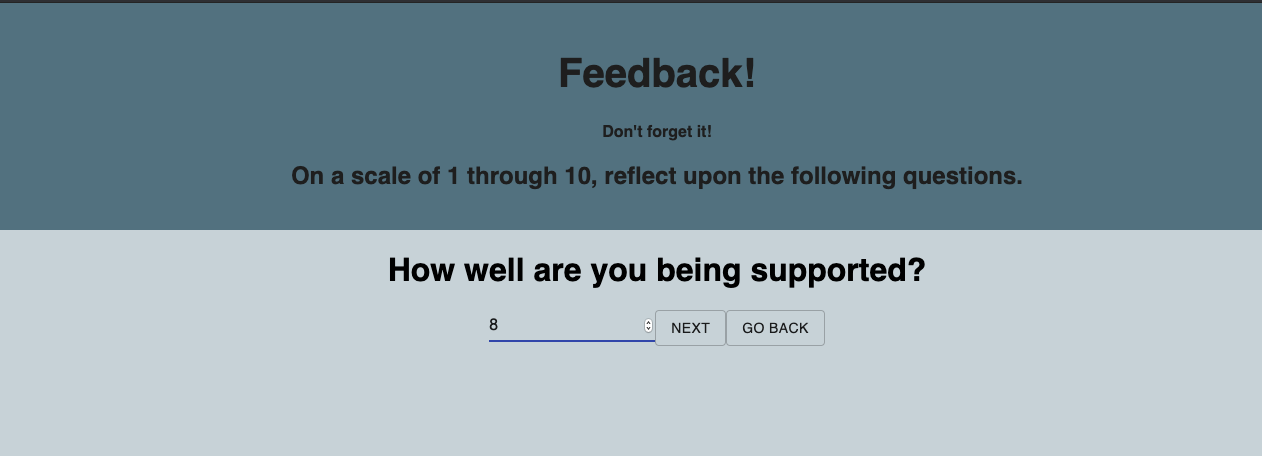 Feedback!
Don't forget it!
On a scale of 1 through 10, reflect upon the following questions.
How well are you being supported?
8 NEXT GO BACK